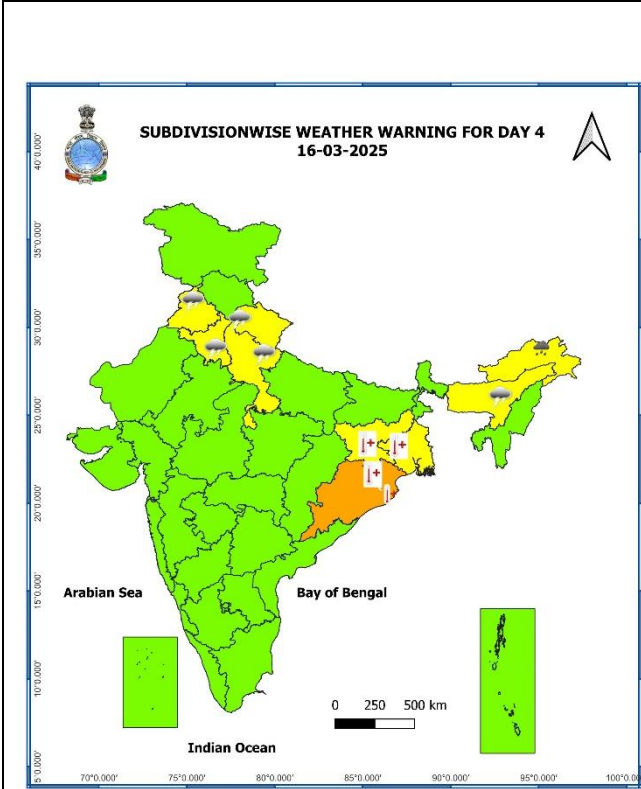 SUBDIVISIONWISE WEATHER WARNING FOR DAY 4
16-03-2025
40°0.000'
35°0.000'
30°0.000'
25°0.000'
20°0.000'
15°0.000'
10°0.000'
5°0.000'
Arabian Sea
Bay of Bengal
0 250 500 km
Indian Ocean
70°0.000' 75°0.000' 80°0.000' 85°0.000' 90°0.000' 95°0.000' 100°0.00